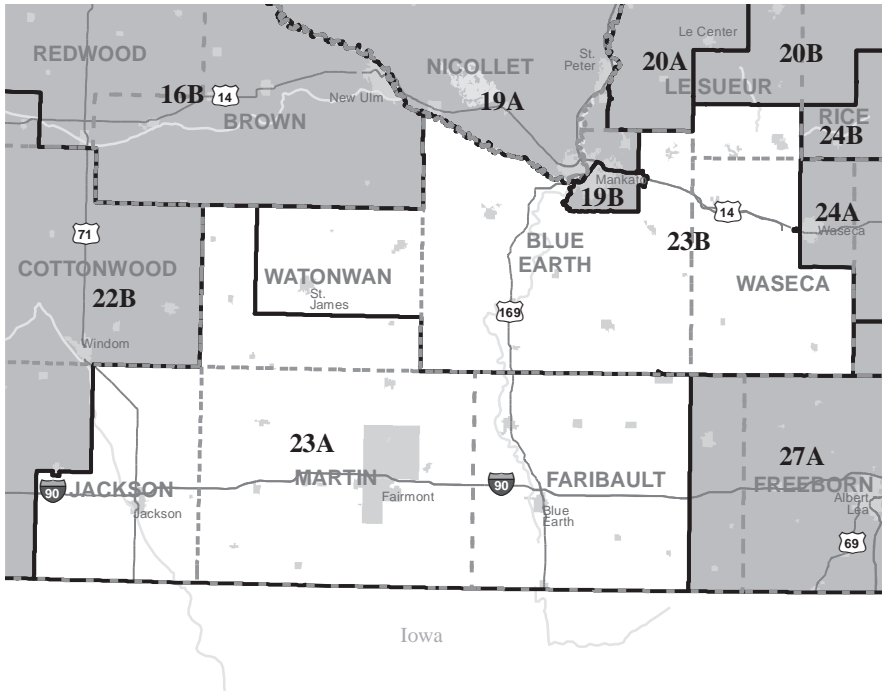 Le Center
REDWOOD
St.
Peter
20A
20B
NICOLLET
LE SUEUR
16B
14
New Ulm
19A
BROWN
RICE
24B
Mankato
19B
14
24A
Waseca
71
23B
BLUE
EARTH
COTTONWOOD
22B
WATONWAN
St.
James
WASECA
169
Windom
23A
27A
MARTIN
FARIBAULT
FREEBORN
90
JACKSON
90
Fairmont
Albert
Lea
Jackson
Blue
Earth
69
Iowa